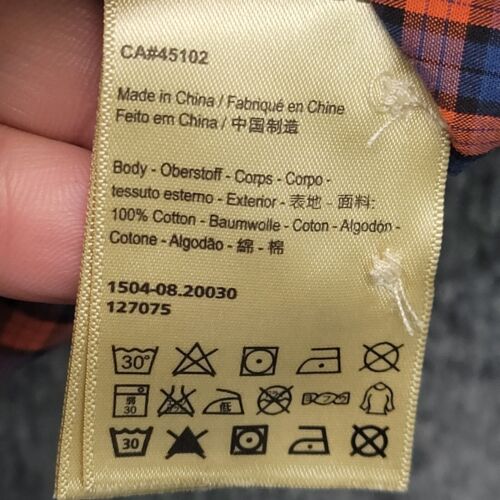 CA#45102
Made in China / Fabriqué en Chine
Feito em China / 中国制造
Body - Oberstoff - Corps - Corpo -
tessuto esterno - Exterior - 表地 - 面料:
100% Cotton - Baumwolle - Coton - Algodón -
Cotone - Algodão - 綿 - 棉
1504-08.20030
127075
30°
弱
30
低
30